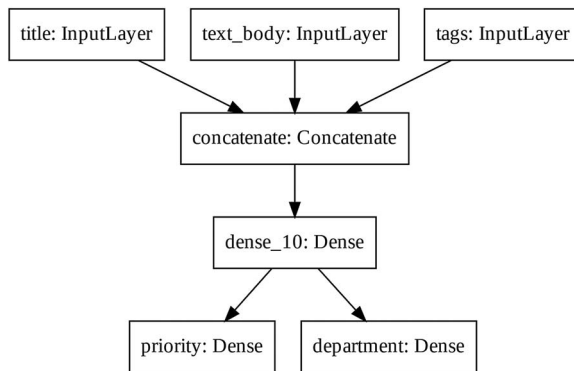 title: InputLayer
text_body: InputLayer
tags: InputLayer
concatenate: Concatenate
dense_10: Dense
priority: Dense
department: Dense